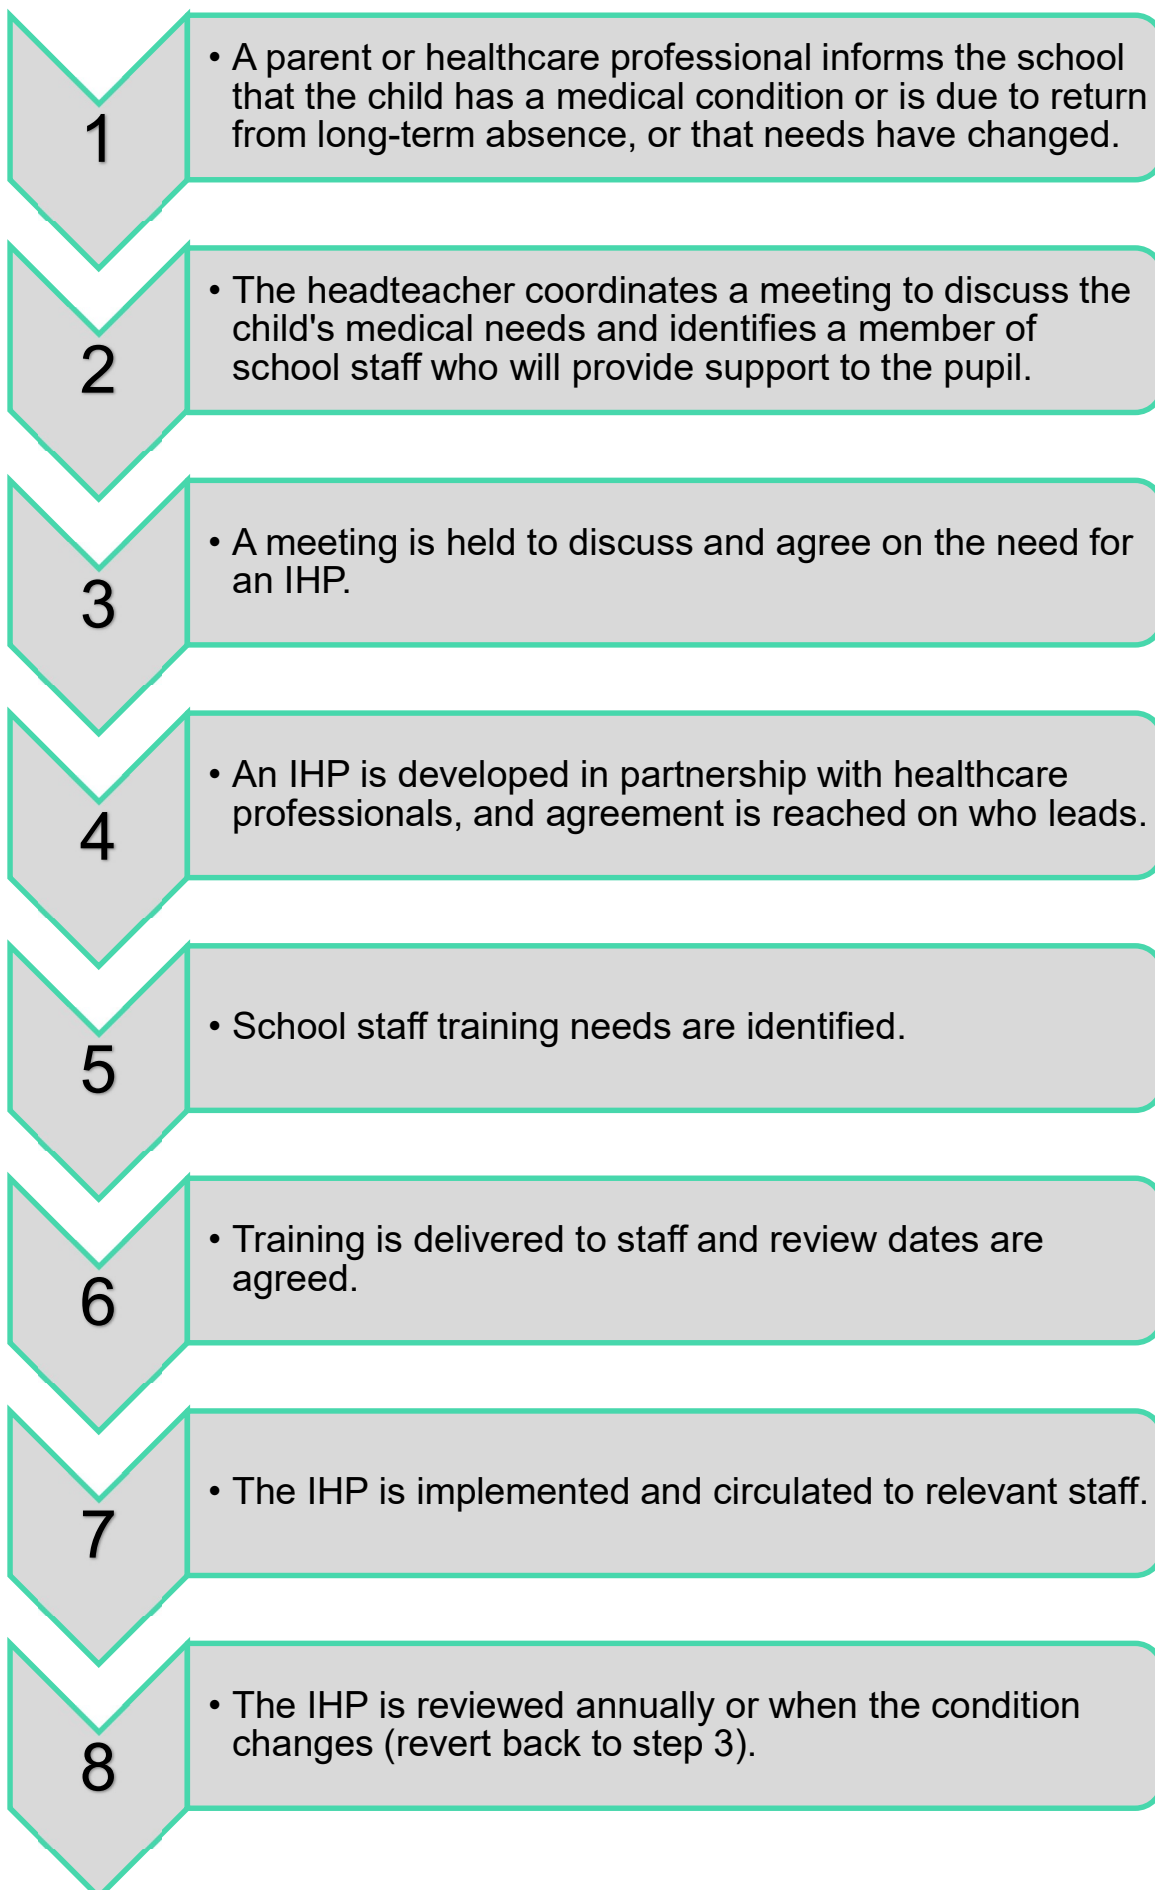 1
• A parent or healthcare professional informs the school
that the child has a medical condition or is due to return
from long-term absence, or that needs have changed.
2
• The headteacher coordinates a meeting to discuss the
child's medical needs and identifies a member of
school staff who will provide support to the pupil.
3
• A meeting is held to discuss and agree on the need for
an IHP.
4
• An IHP is developed in partnership with healthcare
professionals, and agreement is reached on who leads.
5
• School staff training needs are identified.
6
• Training is delivered to staff and review dates are
agreed.
7
• The IHP is implemented and circulated to relevant staff.
8
• The IHP is reviewed annually or when the condition
changes (revert back to step 3).